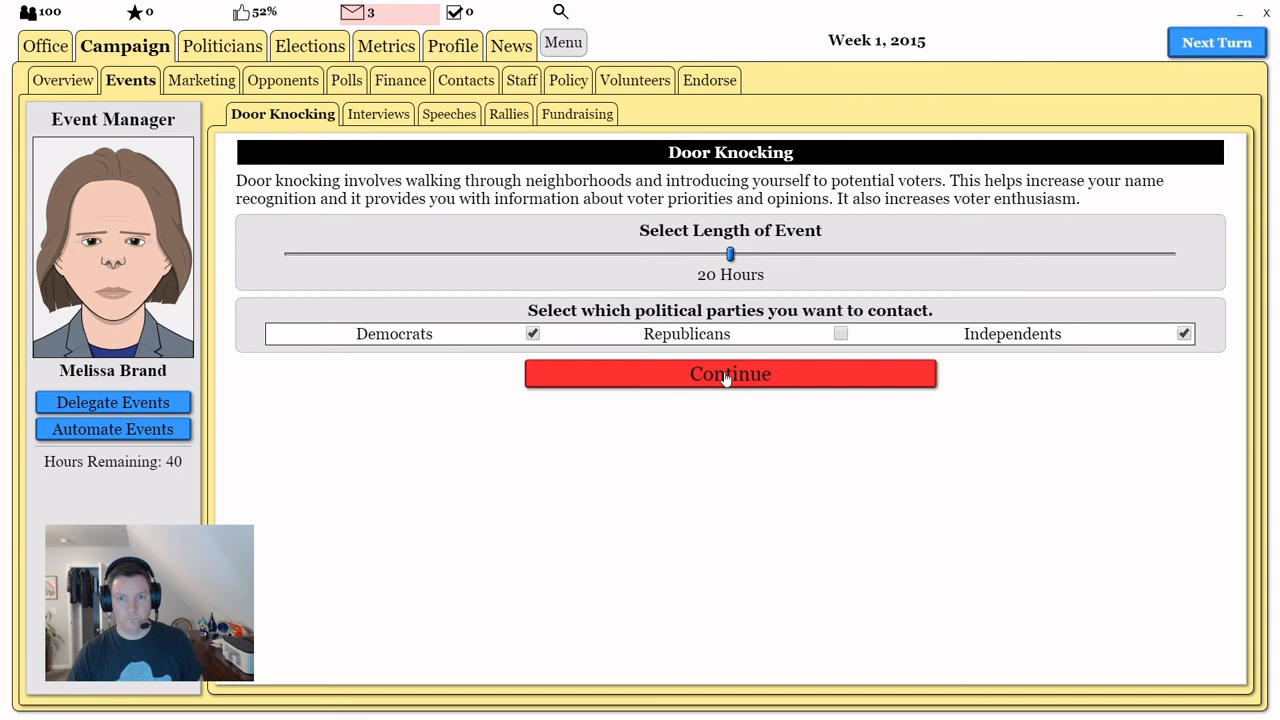 100 0 52% 3 0 _ X
Office Campaign Politicians Elections Metrics Profile News Menu Week 1, 2015 Next Turn
Overview Events Marketing Opponents Polls Finance Contacts Staff Policy Volunteers Endorse
Event Manager
Melissa Brand
Delegate Events
Automate Events
Hours Remaining: 40
Door Knocking Interviews Speeches Rallies Fundraising
Door Knocking
Door knocking involves walking through neighborhoods and introducing yourself to potential voters. This helps increase your name
recognition and it provides you with information about voter priorities and opinions. It also increases voter enthusiasm.
Select Length of Event
20 Hours
Select which political parties you want to contact.
Democrats Republicans Independents
Continue